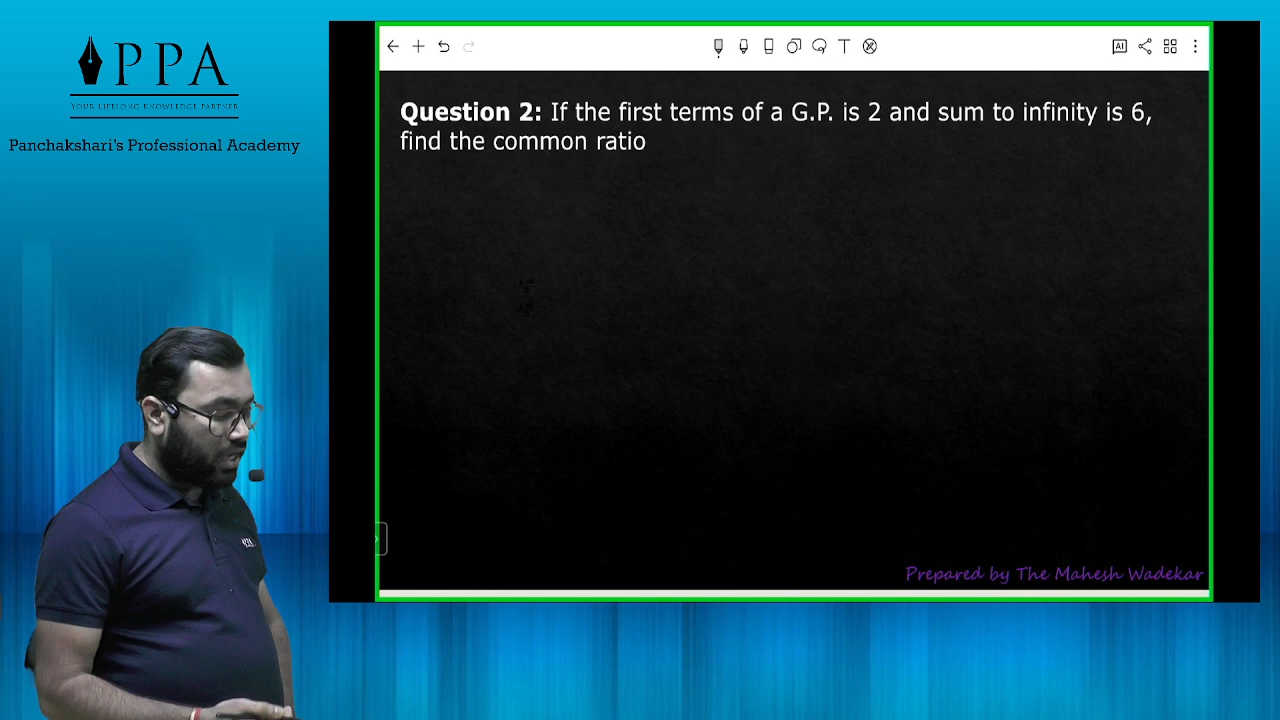 PPA
YOUR LIFELONG KNOWLEDGE PARTNER
Panchakshari's Professional Academy
AI
Question 2: If the first terms of a G.P. is 2 and sum to infinity is 6,
find the common ratio
Prepared by The Mahesh Wadekar